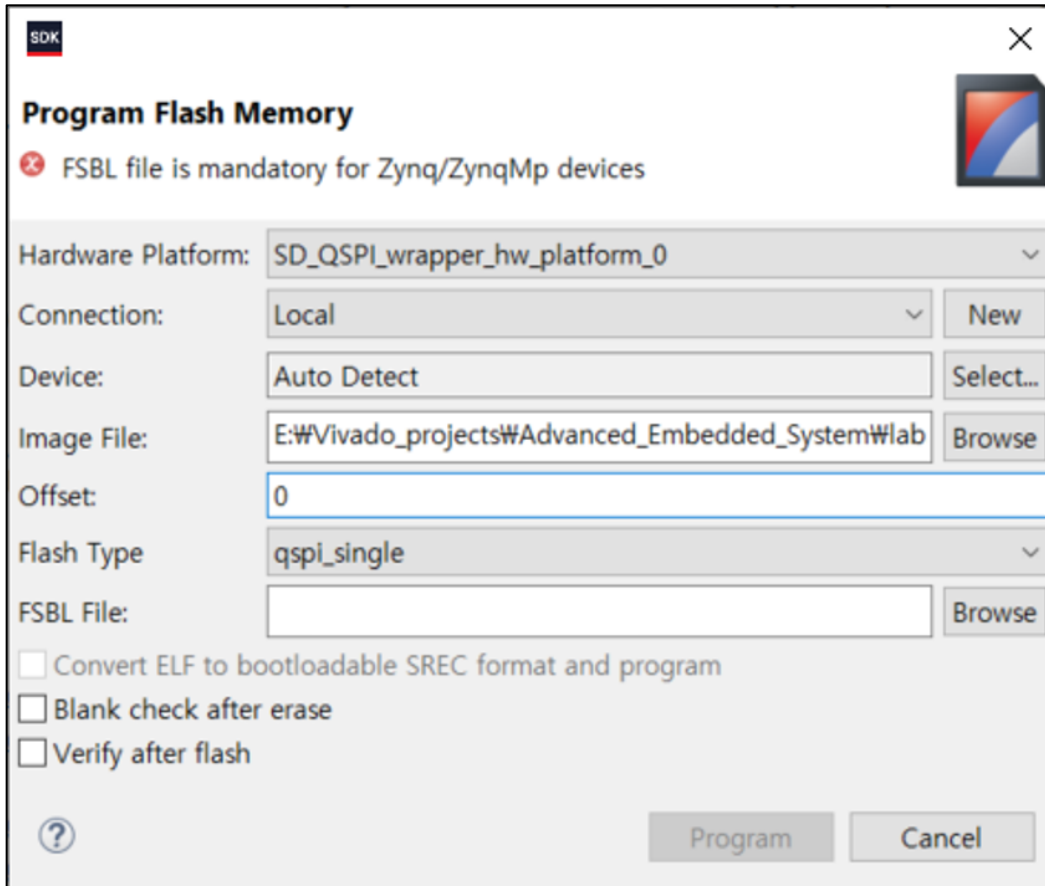 SDK
Program Flash Memory
FSBL file is mandatory for Zynq/ZynqMp devices
Hardware Platform: SD_QSPI_wrapper_hw_platform_0
Connection: Local New
Device: Auto Detect Select...
Image File: E:₩Vivado_projects₩Advanced_Embedded_System₩lab Browse
Offset: 0
Flash Type qspi_single
FSBL File: Browse
Convert ELF to bootloadable SREC format and program
Blank check after erase
Verify after flash
? Program Cancel